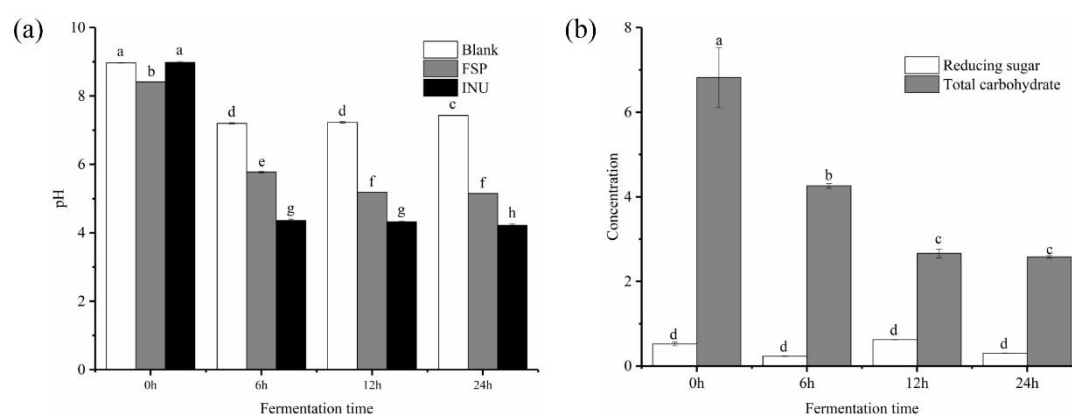 (a)
10
8
6
4
2
0
pH
a
b
a
d
e
g
d
f
g
c
f
h
Blank
FSP
INU
0h
6h
12h
24h
Fermentation time
(b)
8
6
4
2
0
Concentration
Reducing sugar
Total carbohydrate
d
a
d
b
d
c
d
c
0h
6h
12h
24h
Fermentation time